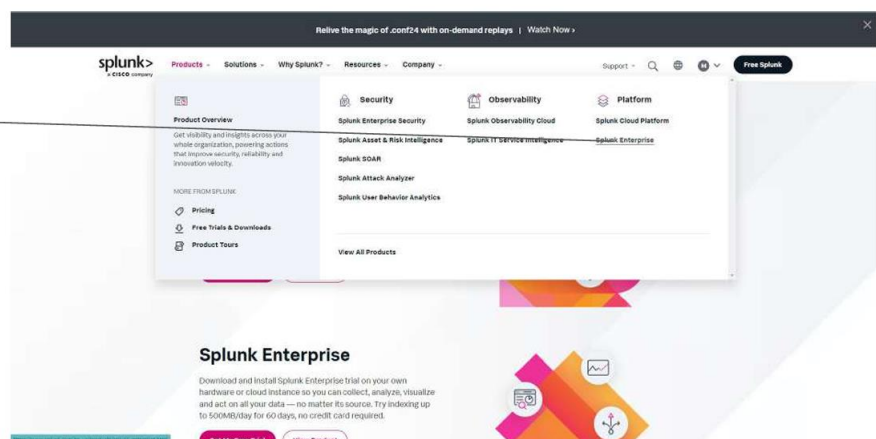 Relive the magic of .conf24 with on-demand replays | Watch Now ›
splunk>
a CISCO company
Products
Solutions
Why Splunk?
Resources
Company
Support
Free Splunk
Product Overview
Get visibility and insights across your
whole organization, powering actions
that improve security, reliability and
innovation velocity.
MORE FROM SPLUNK
Pricing
Free Trials & Downloads
Product Tours
Security
Splunk Enterprise Security
Splunk Asset & Risk Intelligence
Splunk SOAR
Splunk Attack Analyzer
Splunk User Behavior Analytics
Observability
Splunk Observability Cloud
Splunk IT Service Intelligence
Platform
Splunk Cloud Platform
Splunk Enterprise
View All Products
Splunk Enterprise
Download and install Splunk Enterprise trial on your own
hardware or cloud instance so you can collect, analyze, visualize
and act on all your data — no matter its source. Try indexing up
to 500MB/day for 60 days, no credit card required.